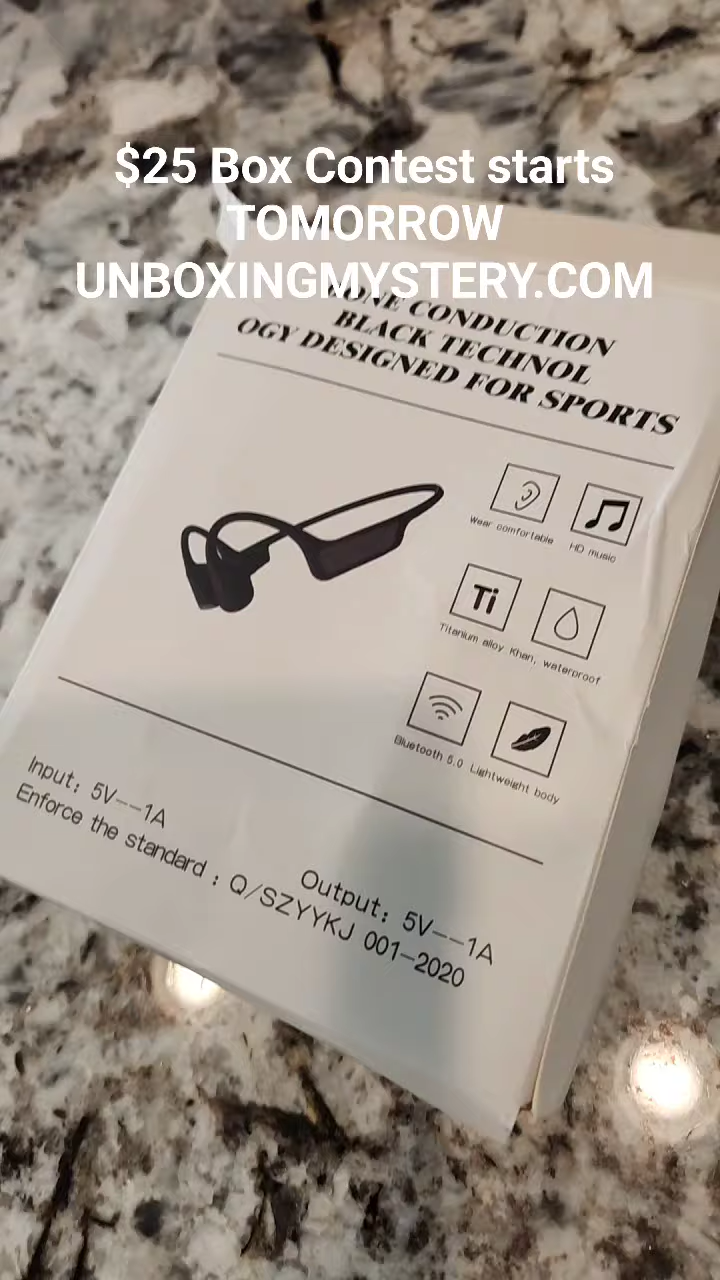 $25 Box Contest starts
TOMORROW
UNBOXINGMYSTERY.COM
BONE CONDUCTION
BLACK TECHNOL
OGY DESIGNED FOR SPORTS
Wear comfortable
HD music
Ti
Titanium alloy
Khan, waterproof
Bluetooth 5.0
Lightweight body
Input: 5V--1A
Output: 5V--1A
Enforce the standard : Q/SZYYKJ 001-2020